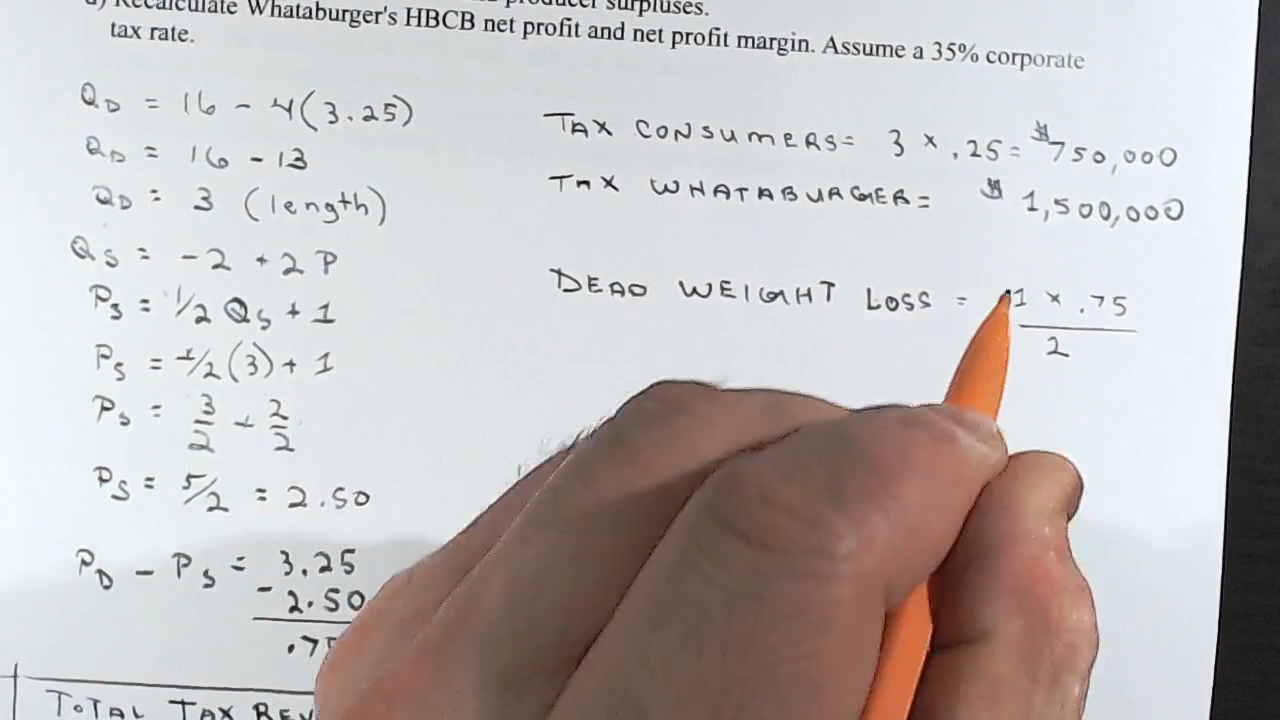 producer surpluses.
Recalculate Whataburger's HBCB net profit and net profit margin. Assume a 35% corporate
tax rate.
QD = 16 - 4(3.25)
QD = 16 - 13
QD = 3 (length)
QS = -2 + 2P
PS = 1/2 QS + 1
PS = 1/2(3) + 1
PS = 3/2 + 2/2
PS = 5/2 = 2.50
PD - PS = 3.25
- 2.50
TOTAL TAX
TAX CONSUMERS = 3 × .25 = $750,000
TAX WHATABURGER = $1,500,000
DEAD WEIGHT LOSS = 1 × .75
2